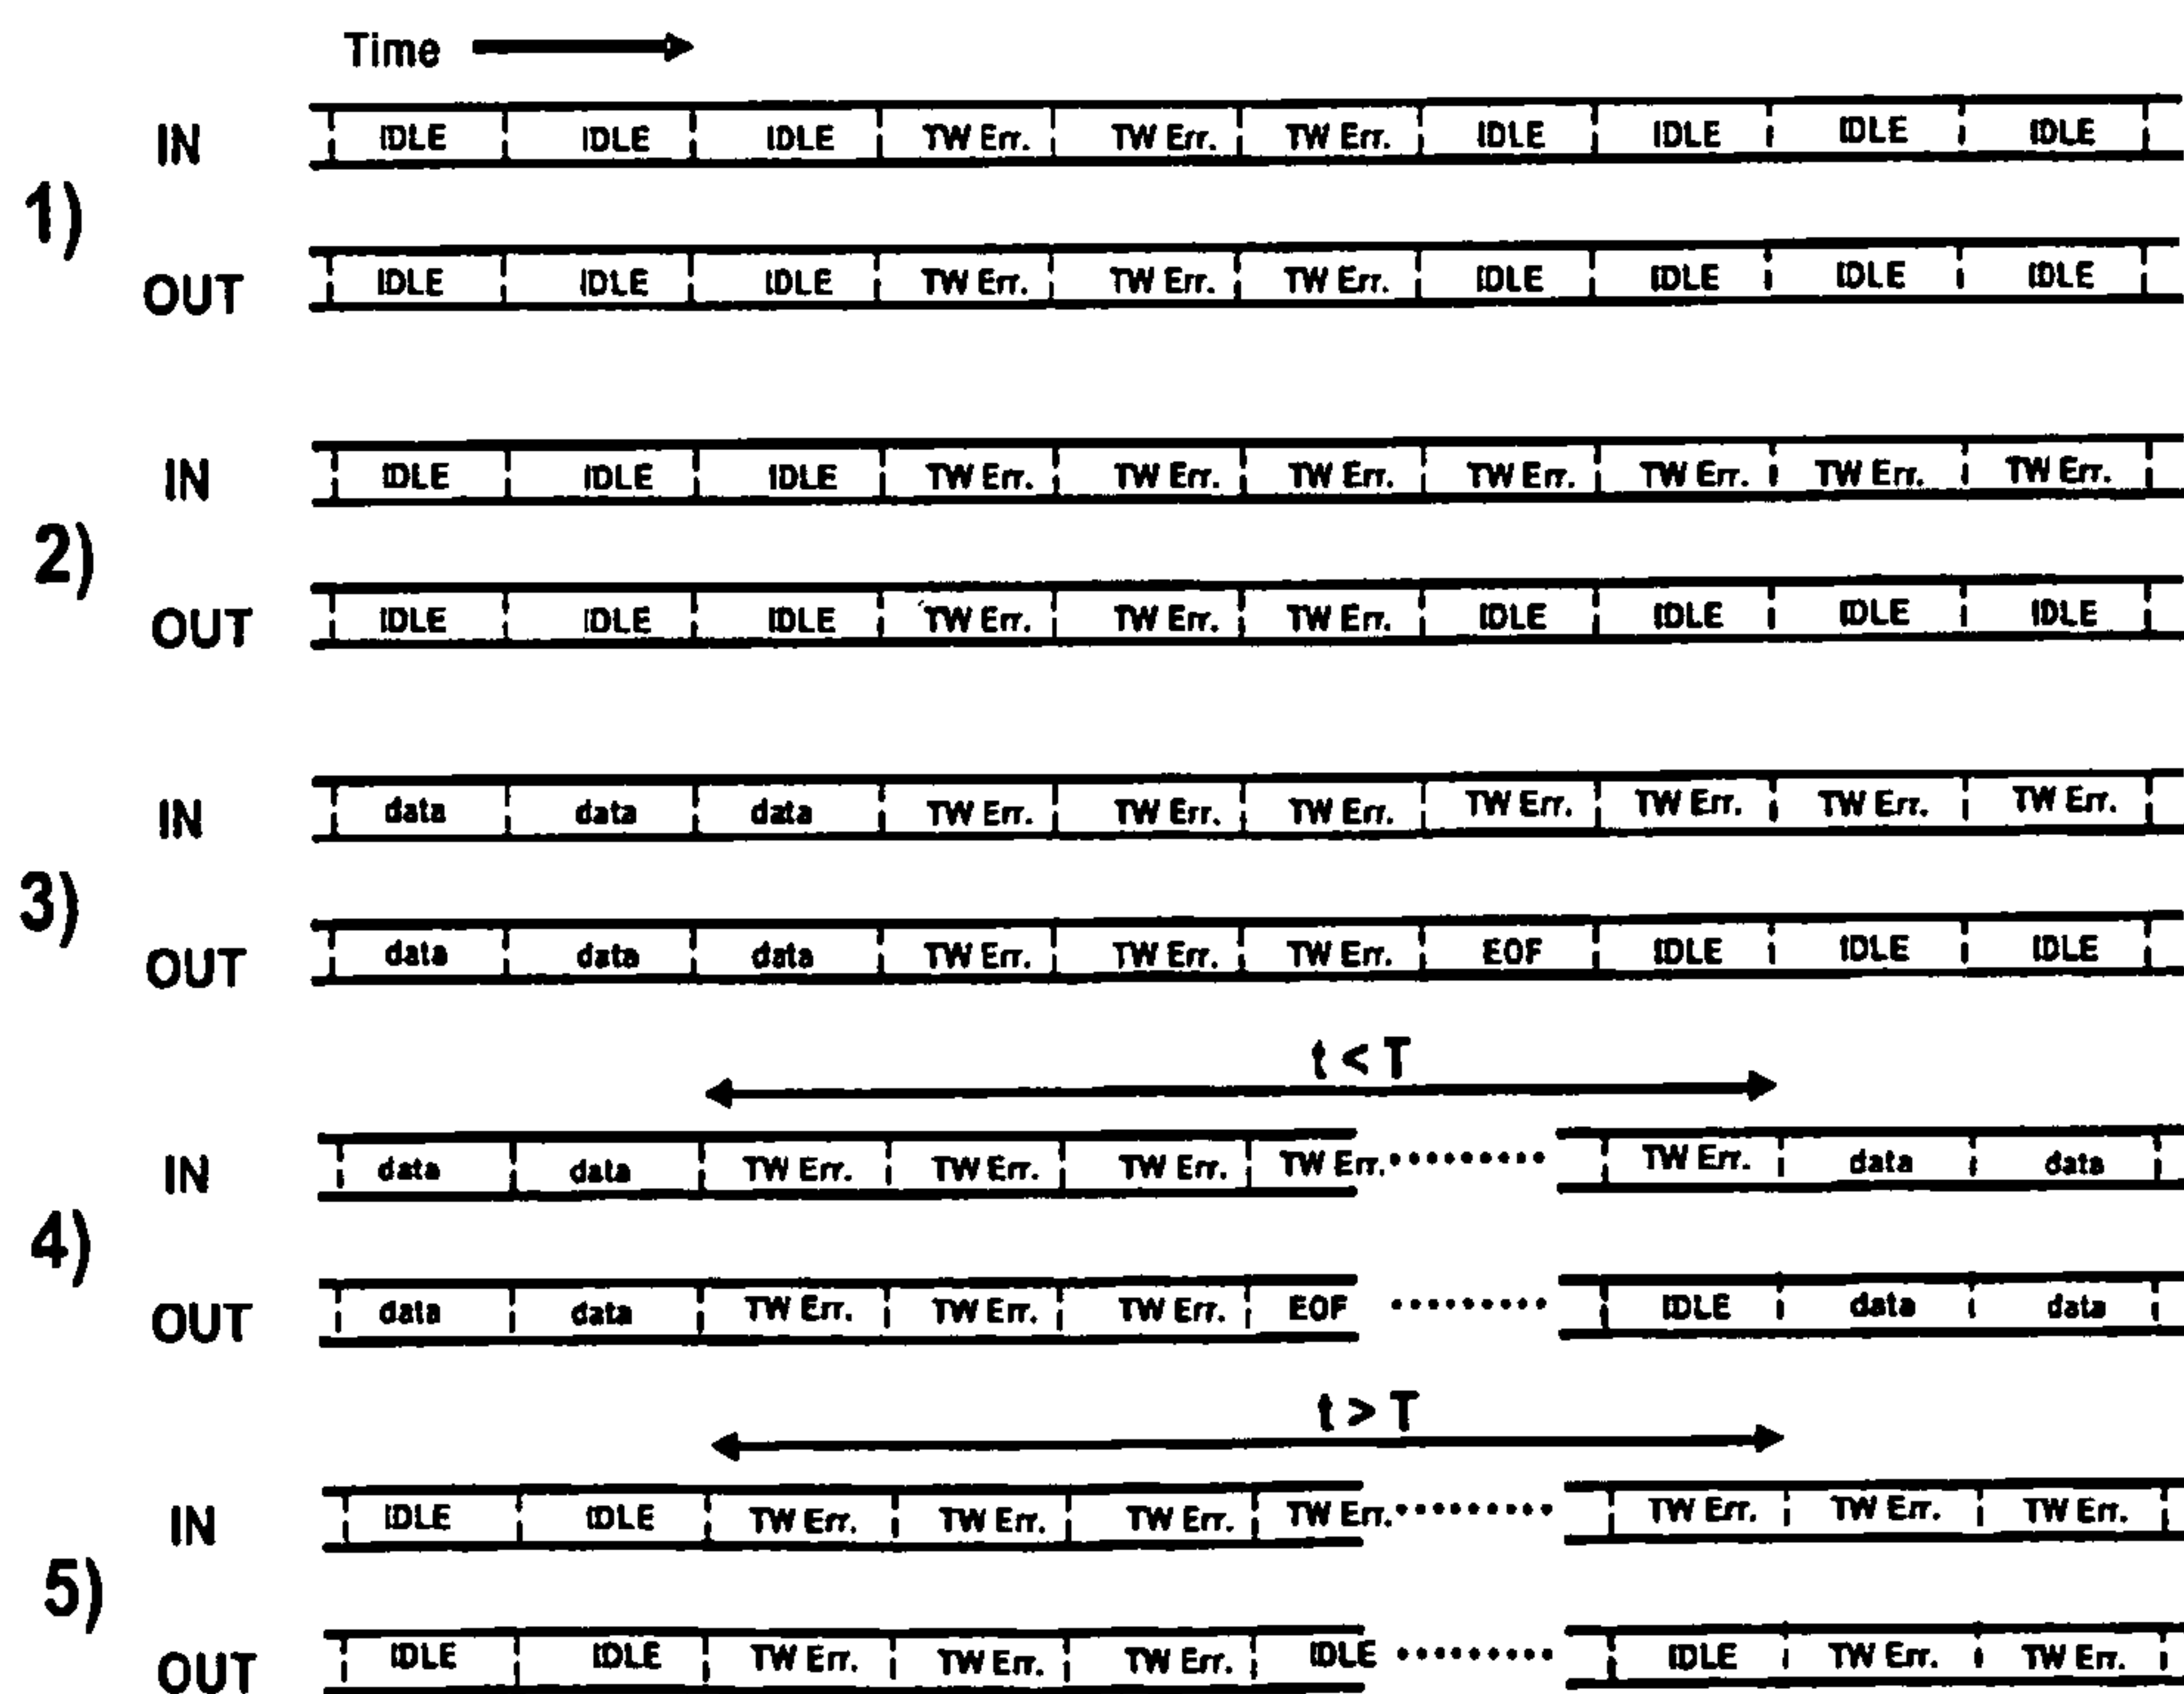 Time
IN IDLE IDLE IDLE TW Err. TW Err. TW Err. IDLE IDLE IDLE IDLE
1)
OUT IDLE IDLE IDLE TW Err. TW Err. TW Err. IDLE IDLE IDLE IDLE
IN IDLE IDLE IDLE TW Err. TW Err. TW Err. TW Err. TW Err. TW Err. TW Err.
2)
OUT IDLE IDLE IDLE TW Err. TW Err. TW Err. IDLE IDLE IDLE IDLE
IN data data data TW Err. TW Err. TW Err. TW Err. TW Err. TW Err. TW Err.
3)
OUT data data data TW Err. TW Err. TW Err. EOF IDLE IDLE IDLE
t < T
IN data data TW Err. TW Err. TW Err. TW Err. ......... TW Err. data data
4)
OUT data data TW Err. TW Err. TW Err. EOF ......... IDLE data data
t > T
IN IDLE IDLE TW Err. TW Err. TW Err. TW Err. ......... TW Err. TW Err. TW Err.
5)
OUT IDLE IDLE TW Err. TW Err. TW Err. IDLE ......... IDLE TW Err. TW Err.